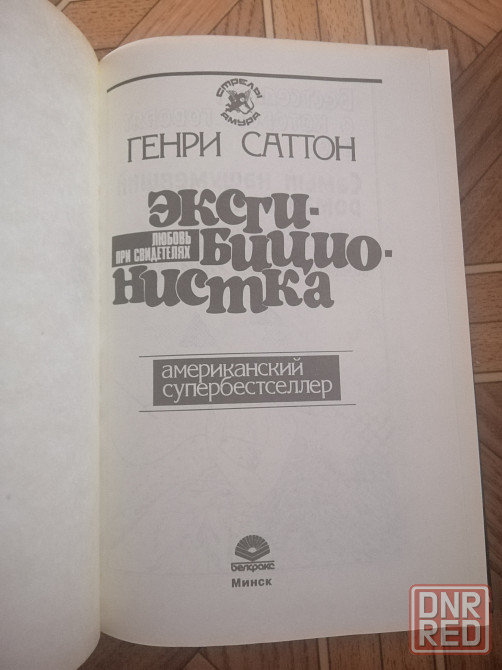 СТРЕЛЫ
АМУРА
ГЕНРИ САТТОН
эксги-
ЛЮБОВЬ
ПРИ СВИДЕТЕЛЯХ
бицио-
нистка
американский
супербестселлер
Белфакс
Минск
DNR
RED